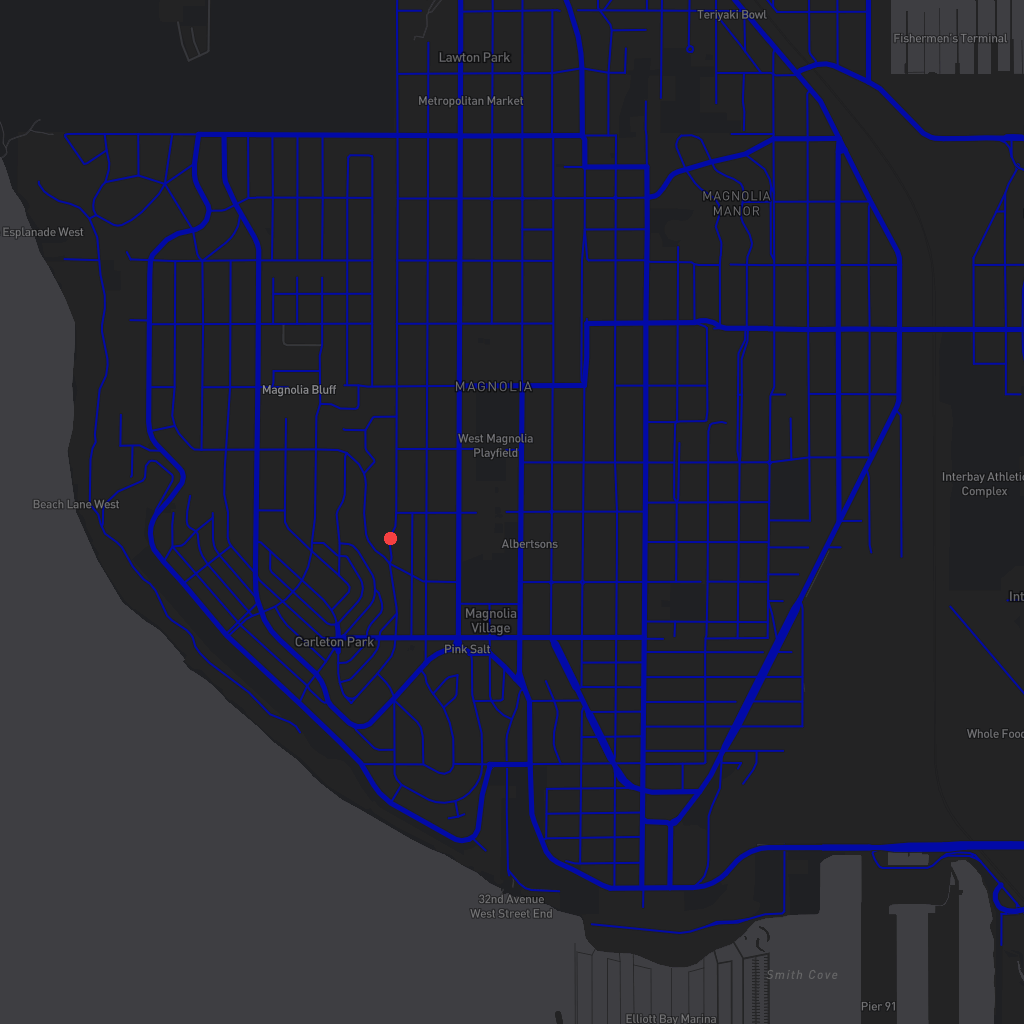 Teriyaki Bowl
Fishermen's Terminal
Lawton Park
Metropolitan Market
MAGNOLIA
MANOR
Esplanade West
MAGNOLIA
Magnolia Bluff
West Magnolia
Playfield
Interbay Athletic
Complex
Beach Lane West
Albertsons
Int
Magnolia
Village
Carleton Park
Pink Salt
Whole Food
32nd Avenue
West Street End
Smith Cove
Pier 91
Elliott Bay Marina